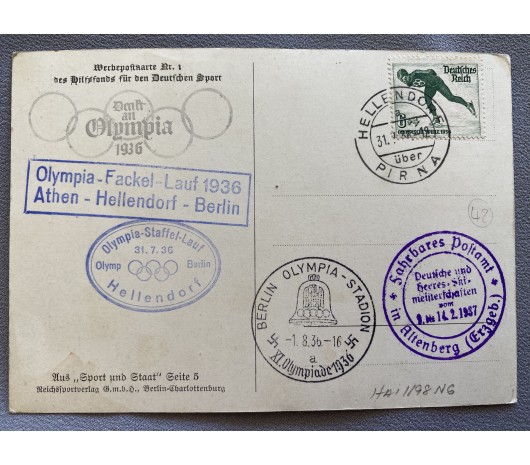 Werbepostkarte Nr. 1
des Hilfsfonds für den Deutschen Sport
Denkt
an
Olympia
1936
Olympia-Fackel-Lauf 1936
Athen - Hellendorf - Berlin
Olympia-Staffel-Lauf
31.7.36
Olymp Berlin
Hellendorf
Aus „Sport und Staat" Seite 5
Reichssportverlag G.m.b.H., Berlin-Charlottenburg
Deutsches
Reich
HELLENDORF
31.7
über
PIRNA
42
BERLIN OLYMPIA-STADION
-1.8.36.-16
a
XI.Olympiade 1936
Fahrbares Postamt
Deutsche und
Heeres-Ski-
meisterschaften
vom
9. bis 14.2.1937
in Altenberg (Erzgeb.)